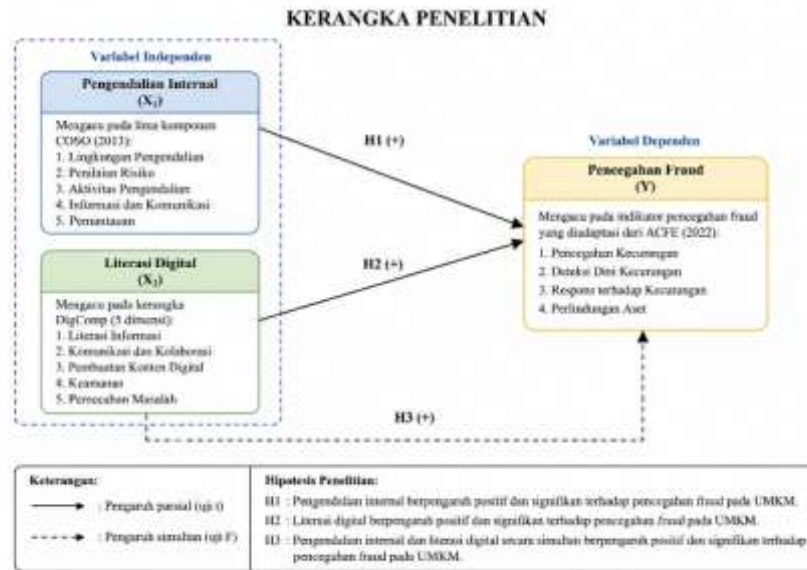 KERANGKA PENELITIAN
Variabel Independen
Pengendalian Internal
(X₁)
Mengacu pada lima komponen
COSO (2013):
1. Lingkungan Pengendalian
2. Penilaian Risiko
3. Aktivitas Pengendalian
4. Informasi dan Komunikasi
5. Pemantauan
Literasi Digital
(X₂)
Mengacu pada kerangka
DigComp (5 dimensi):
1. Literasi Informasi
2. Komunikasi dan Kolaborasi
3. Pembuatan Konten Digital
4. Keamanan
5. Pemecahan Masalah
H1 (+)
H2 (+)
H3 (+)
Variabel Dependen
Pencegahan Fraud
(Y)
Mengacu pada indikator pencegahan fraud
yang diadaptasi dari ACFE (2022):
1. Pencegahan Kecurangan
2. Deteksi Dini Kecurangan
3. Respons terhadap Kecurangan
4. Perlindungan Aset
Keterangan:
: Pengaruh parsial (uji t)
: Pengaruh simultan (uji F)
Hipotesis Penelitian:
H1 : Pengendalian internal berpengaruh positif dan signifikan terhadap pencegahan fraud pada UMKM.
H2 : Literasi digital berpengaruh positif dan signifikan terhadap pencegahan fraud pada UMKM.
H3 : Pengendalian internal dan literasi digital secara simultan berpengaruh positif dan signifikan terhadap
pencegahan fraud pada UMKM.